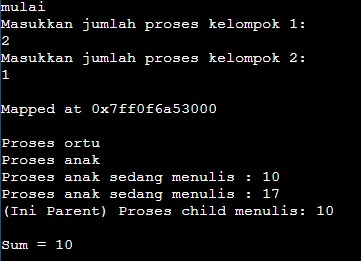 mulai
Masukkan jumlah proses kelompok 1:
2
Masukkan jumlah proses kelompok 2:
1
Mapped at 0x7ff0f6a53000
Proses ortu
Proses anak
Proses anak sedang menulis : 10
Proses anak sedang menulis : 17
(Ini Parent) Proses child menulis: 10
Sum = 10